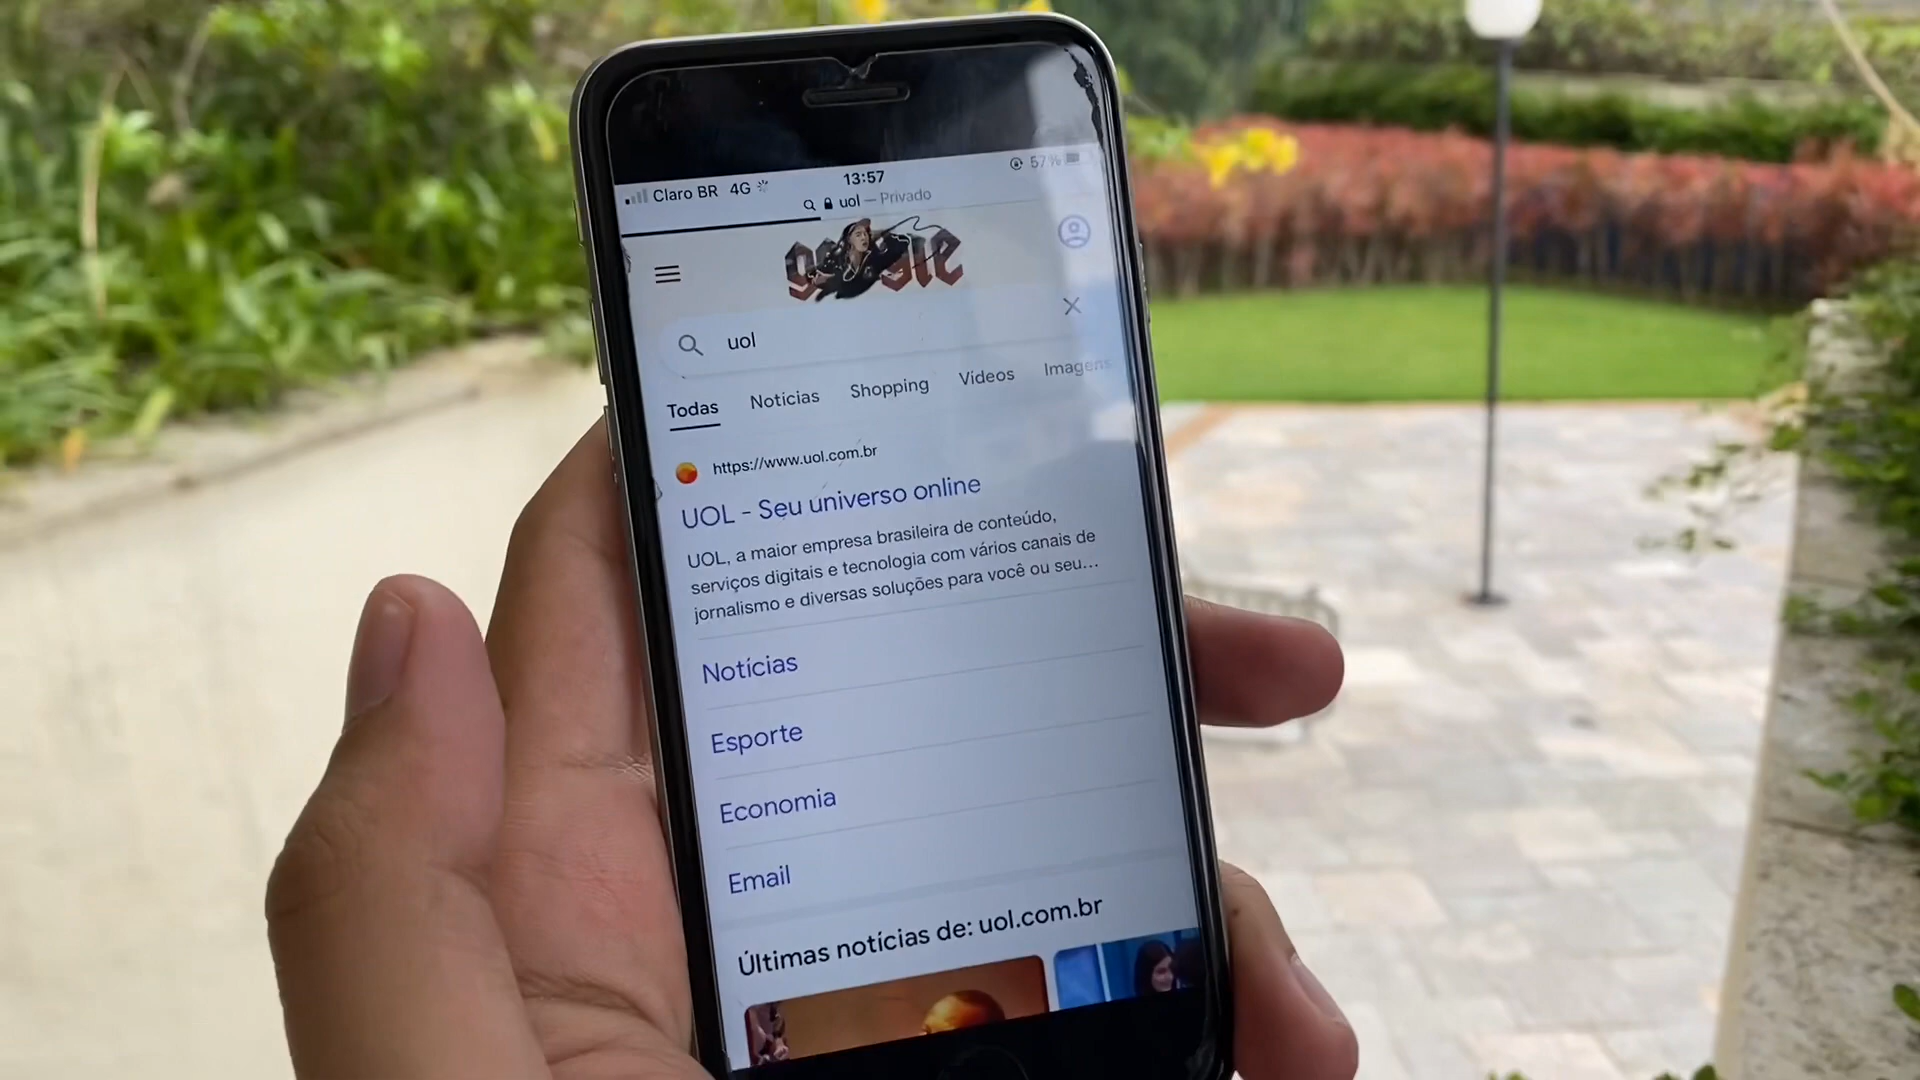 Claro BR 4G 13:57 57%
uol — Privado
uol
Todas Noticias Shopping Videos Imagens
https://www.uol.com.br
UOL - Seu universo online
UOL, a maior empresa brasileira de conteúdo,
serviços digitais e tecnologia com vários canais de
jornalismo e diversas soluções para você ou seu...
Notícias
Esporte
Economia
Email
Últimas notícias de: uol.com.br